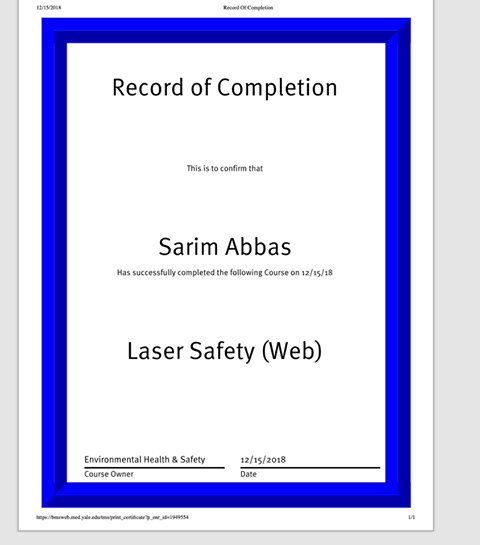 12/15/2018 Record Of Completion
Record of Completion
This is to confirm that
Sarim Abbas
Has successfully completed the following Course on 12/15/18
Laser Safety (Web)
Environmental Health & Safety 12/15/2018
Course Owner Date
https://bmsweb.med.yale.edu/tms/print_certificate?p_enr_id=1949554 1/1